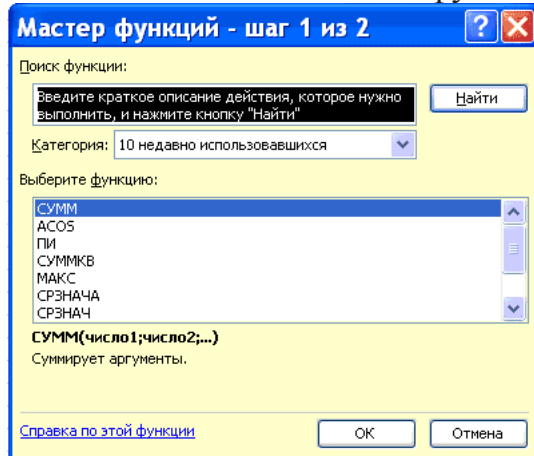 Мастер функций - шаг 1 из 2
Поиск функции:
Введите краткое описание действия, которое нужно
выполнить, и нажмите кнопку "Найти"
Найти
Категория: 10 недавно использовавшихся
Выберите функцию:
СУММ
ACOS
ПИ
СУММКВ
МАКС
СРЗНАЧА
СРЗНАЧ
СУММ(число1;число2;...)
Суммирует аргументы.
Справка по этой функции
ОК
Отмена